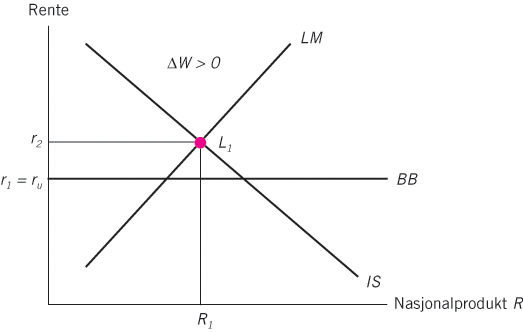 Rente
LM
ΔW > 0
r2
L1
r1 = ru
BB
IS
Nasjonalprodukt R
R1